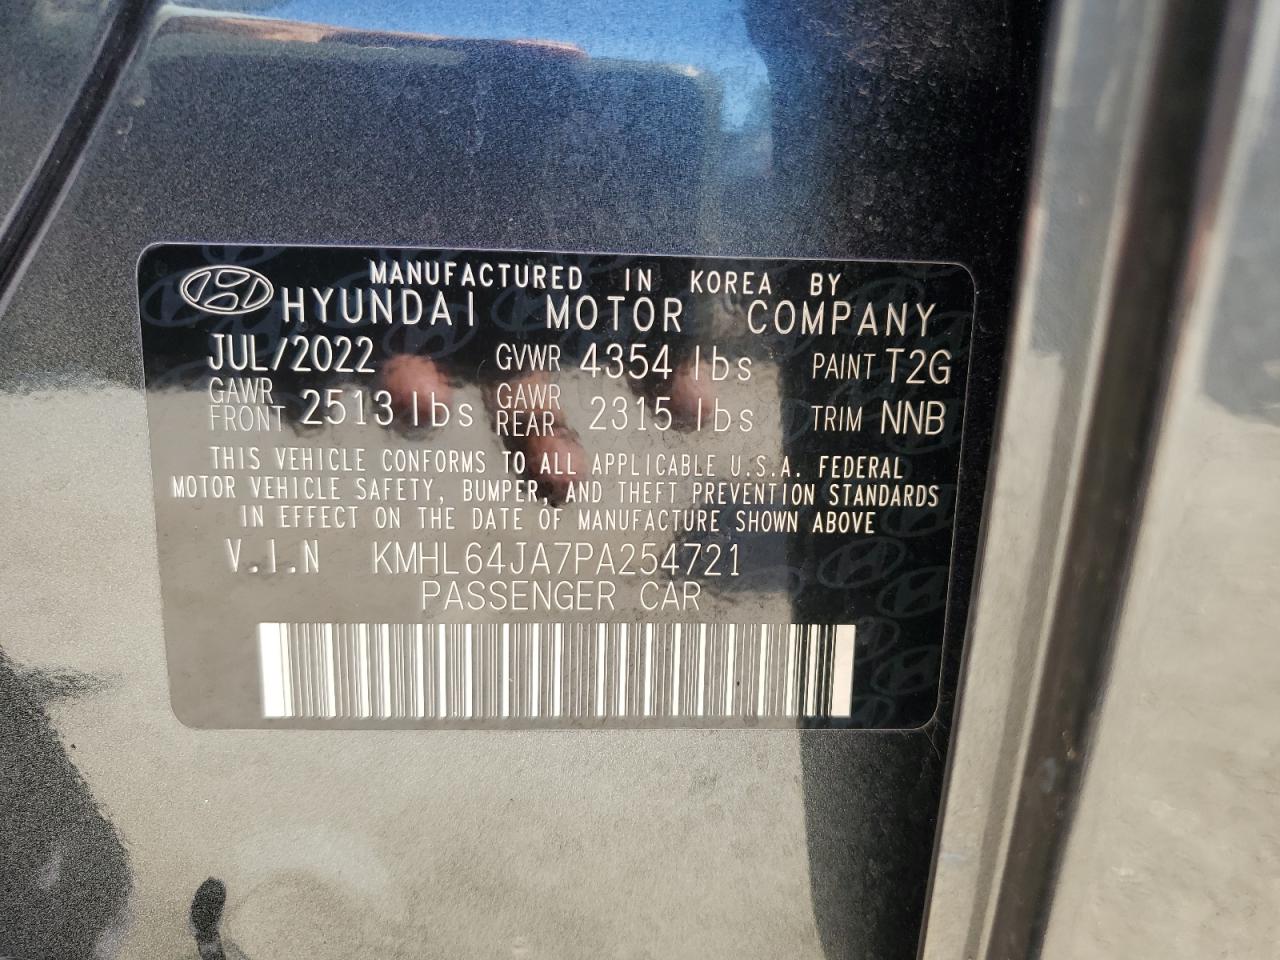 MANUFACTURED IN KOREA BY
HYUNDAI MOTOR COMPANY
JUL/2022 GVWR 4354 lbs PAINT T2G
GAWR FRONT 2513 lbs GAWR REAR 2315 lbs TRIM NNB
THIS VEHICLE CONFORMS TO ALL APPLICABLE U.S.A. FEDERAL
MOTOR VEHICLE SAFETY, BUMPER, AND THEFT PREVENTION STANDARDS
IN EFFECT ON THE DATE OF MANUFACTURE SHOWN ABOVE
V.I.N KMHL64JA7PA254721
PASSENGER CAR